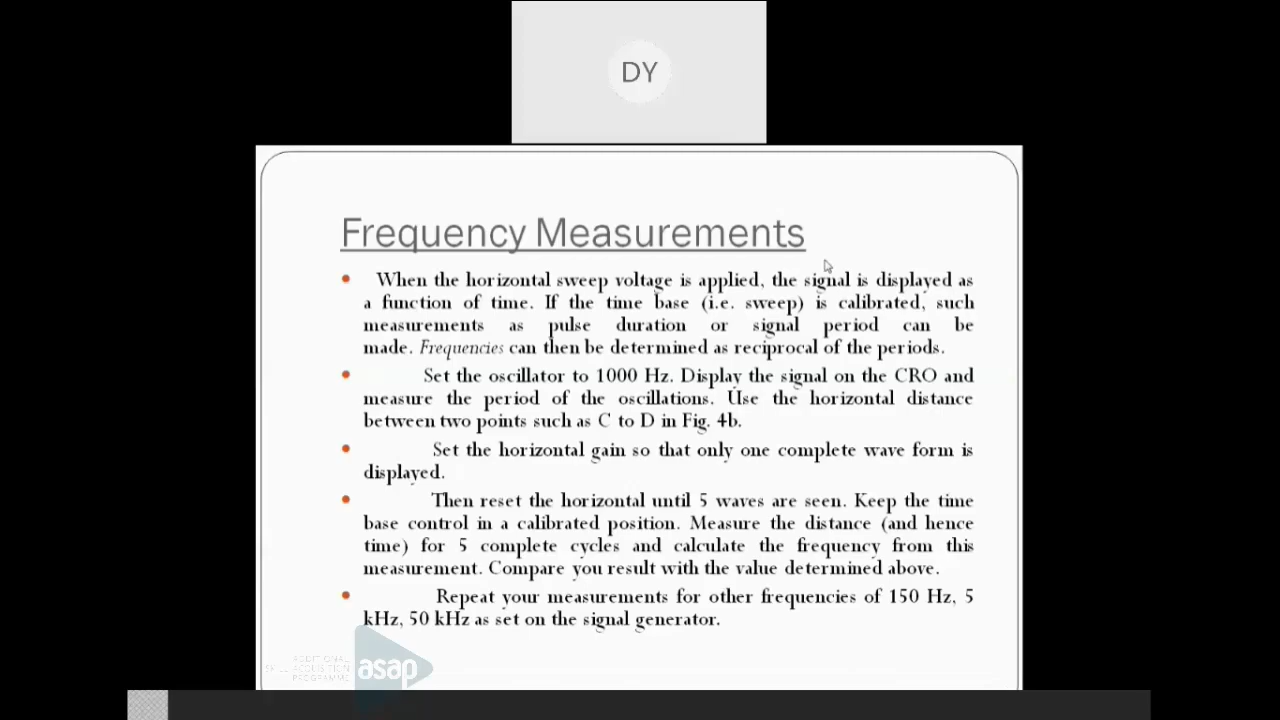 DY
Frequency Measurements
When the horizontal sweep voltage is applied, the signal is displayed as
a function of time. If the time base (i.e. sweep) is calibrated, such
measurements as pulse duration or signal period can be
made. Frequencies can then be determined as reciprocal of the periods.
Set the oscillator to 1000 Hz. Display the signal on the CRO and
measure the period of the oscillations. Use the horizontal distance
between two points such as C to D in Fig. 4b.
Set the horizontal gain so that only one complete wave form is
displayed.
Then reset the horizontal until 5 waves are seen. Keep the time
base control in a calibrated position. Measure the distance (and hence
time) for 5 complete cycles and calculate the frequency from this
measurement. Compare you result with the value determined above.
Repeat your measurements for other frequencies of 150 Hz, 5
kHz, 50 kHz as set on the signal generator.
ADDITIONAL
SKILL ACQUISITION
PROGRAMME
asap